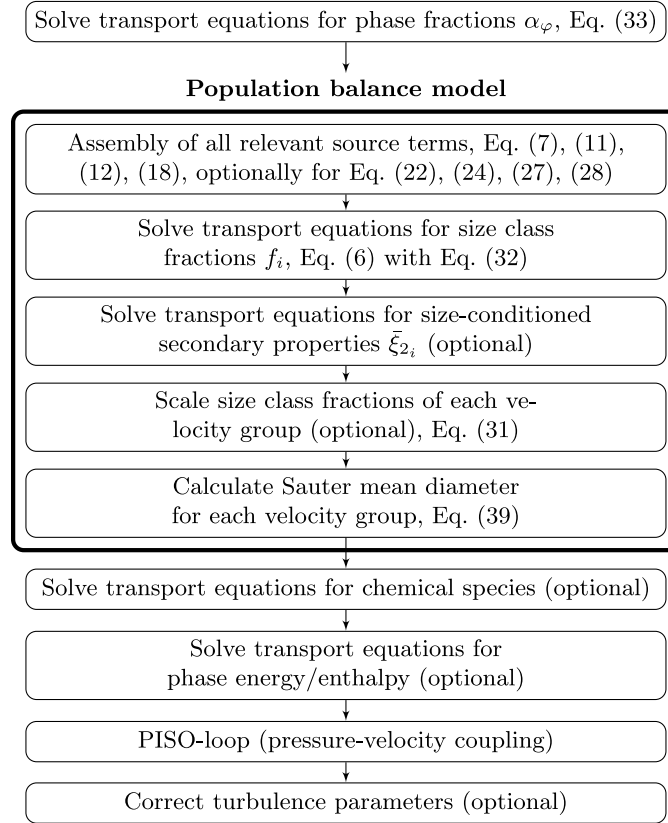 Solve transport equations for phase fractions αφ, Eq. (33)
Population balance model
Assembly of all relevant source terms, Eq. (7), (11),
(12), (18), optionally for Eq. (22), (24), (27), (28)
Solve transport equations for size class
fractions fi, Eq. (6) with Eq. (32)
Solve transport equations for size-conditioned
secondary properties ξ̄2i (optional)
Scale size class fractions of each ve-
locity group (optional), Eq. (31)
Calculate Sauter mean diameter
for each velocity group, Eq. (39)
Solve transport equations for chemical species (optional)
Solve transport equations for
phase energy/enthalpy (optional)
PISO-loop (pressure-velocity coupling)
Correct turbulence parameters (optional)